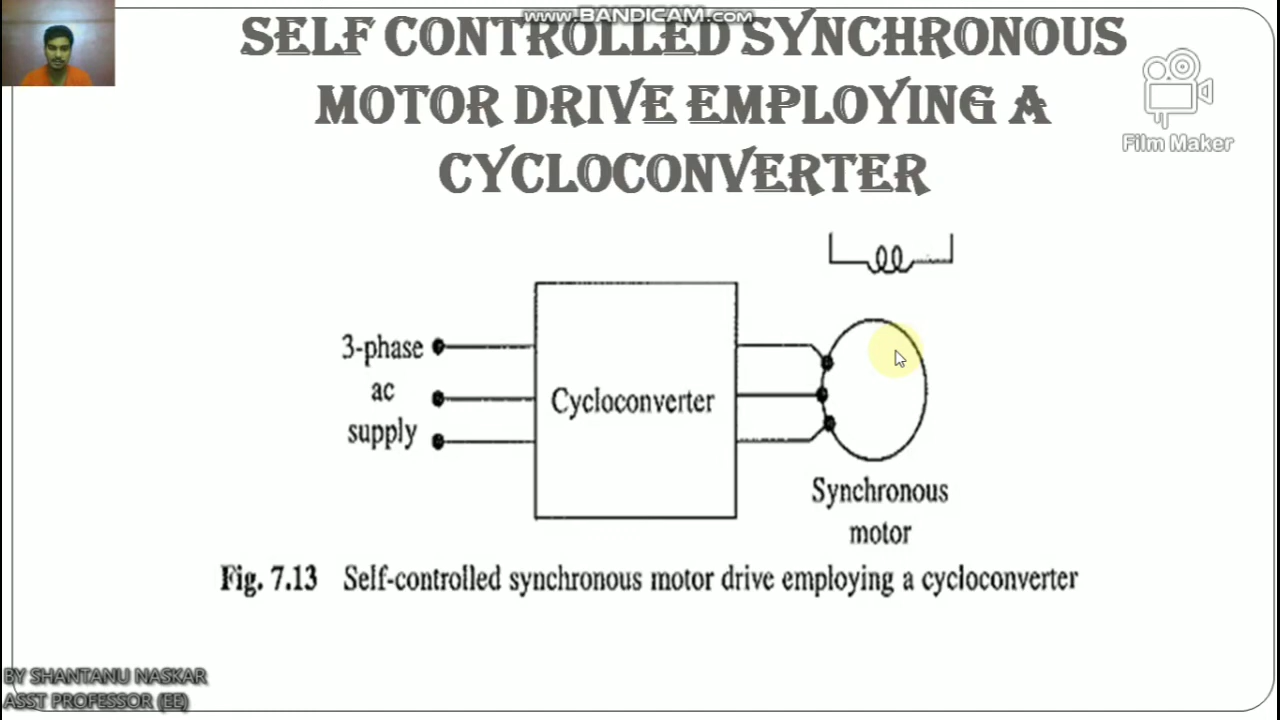 www.BANDICAM.com
SELF CONTROLLED SYNCHRONOUS
MOTOR DRIVE EMPLOYING A
CYCLOCONVERTER
Film Maker
3-phase
ac
supply
Cycloconverter
Synchronous
motor
Fig. 7.13 Self-controlled synchronous motor drive employing a cycloconverter
BY SHANTANU NASKAR
ASST PROFESSOR (EE)